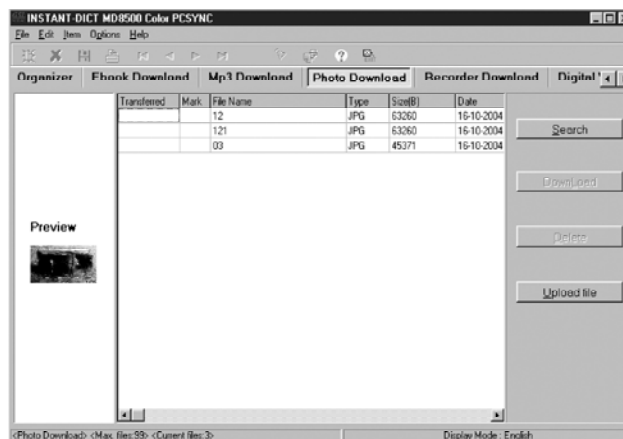 INSTANT-DICT MD8500 Color PCSYNC
File Edit Item Options Help
Organizer Ebook Download Mp3 Download Photo Download Recorder Download Digital
Transferred Mark File Name Type Size(B) Date
12 JPG 63260 16-10-2004
121 JPG 63260 16-10-2004
03 JPG 45371 16-10-2004
Search
DownLoad
Delete
Upload file
Preview
<Photo Download> <Max. files:99> <Current files:3> Display Mode : English